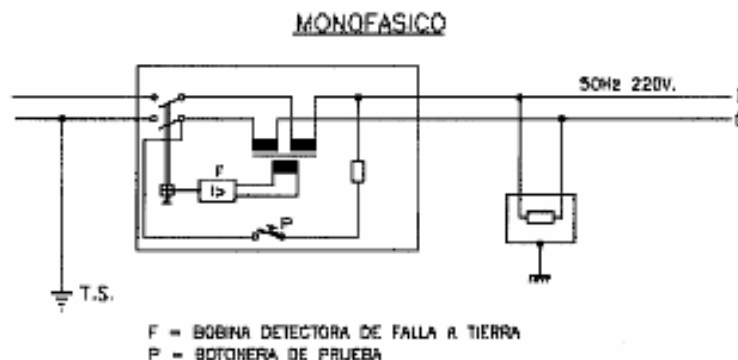 MONOFASICO
50Hz 220V.
F
I>
P
T.S.
F = BOBINA DETECTORA DE FALLA A TIERRA
P = BOTONERA DE PRUEBA